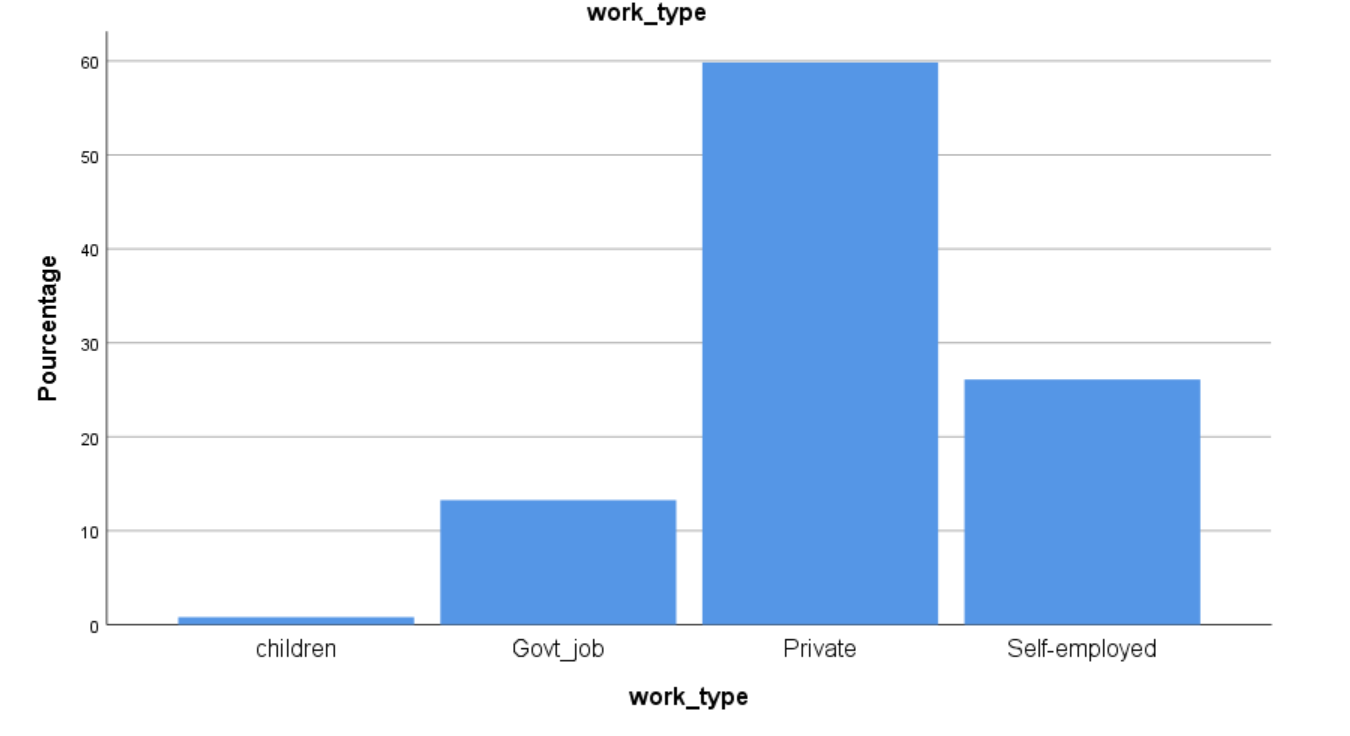 work_type
60
50
40
30
20
10
0
Pourcentage
children
Govt_job
Private
Self-employed
work_type